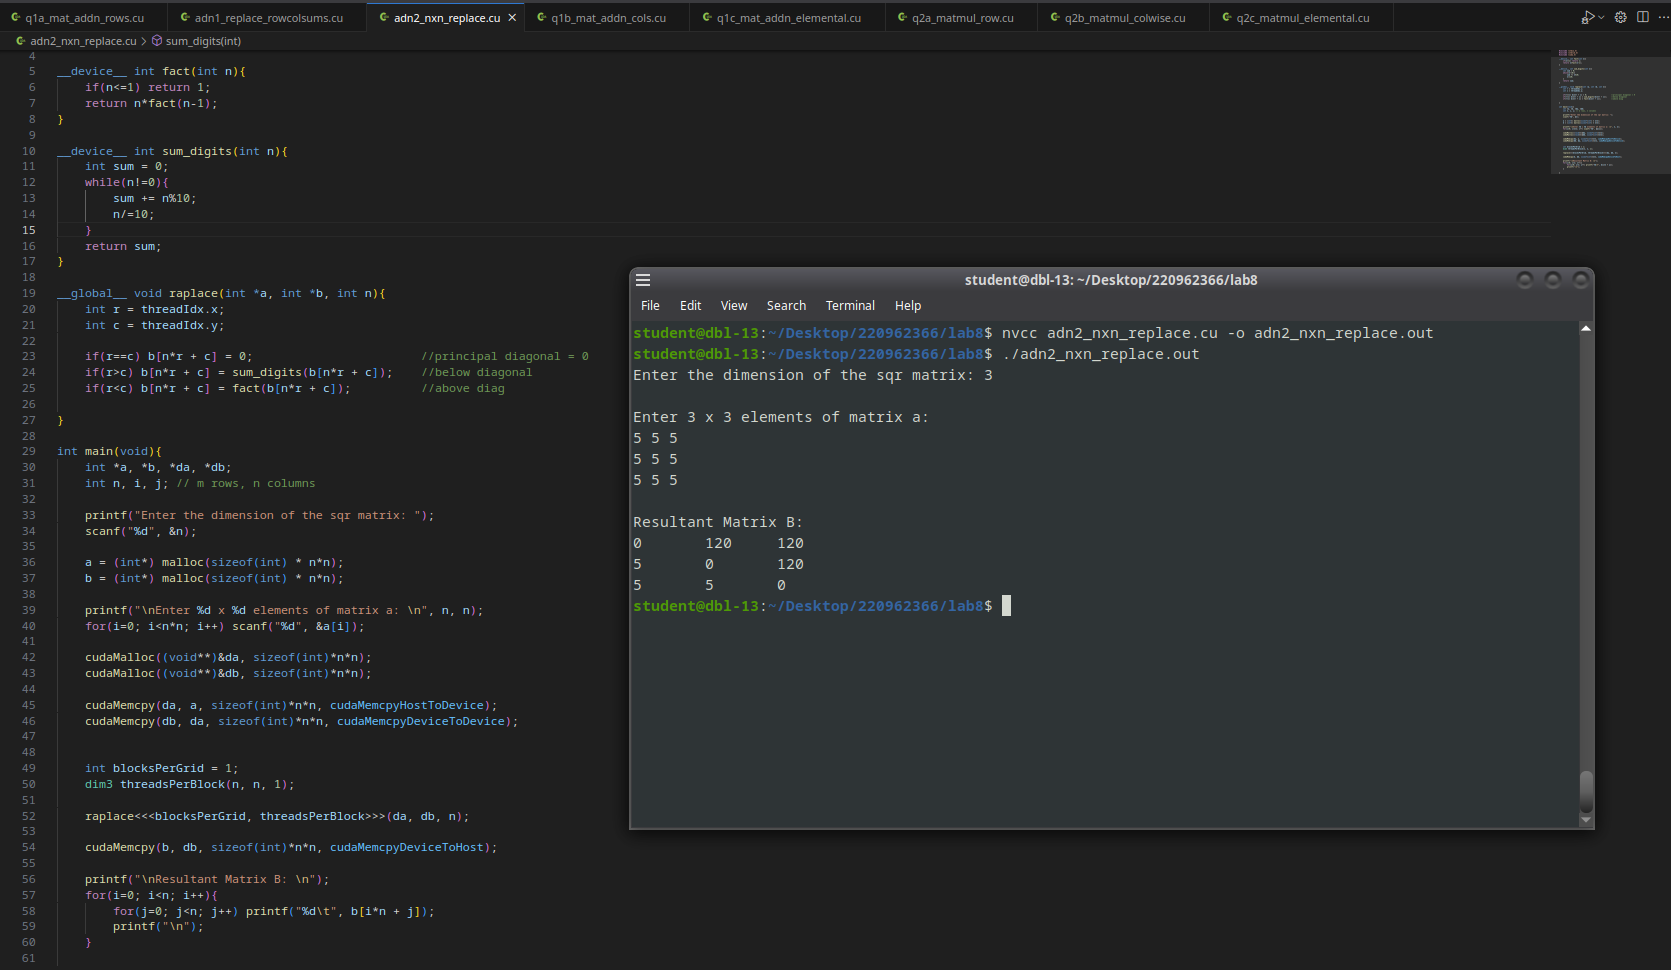 q1a_mat_addn_rows.cu adn1_replace_rowcolsums.cu adn2_nxn_replace.cu × q1b_mat_addn_cols.cu q1c_mat_addn_elemental.cu q2a_matmul_row.cu q2b_matmul_colwise.cu q2c_matmul_elemental.cu
adn2_nxn_replace.cu > sum_digits(int)
4
5 __device__ int fact(int n){
6 if(n<=1) return 1;
7 return n*fact(n-1);
8 }
9
10 __device__ int sum_digits(int n){
11 int sum = 0;
12 while(n!=0){
13 sum += n%10;
14 n/=10;
15 }
16 return sum;
17 }
18
19 __global__ void raplace(int *a, int *b, int n){
20 int r = threadIdx.x;
21 int c = threadIdx.y;
22
23 if(r==c) b[n*r + c] = 0; //principal diagonal = 0
24 if(r>c) b[n*r + c] = sum_digits(b[n*r + c]); //below diagonal
25 if(r<c) b[n*r + c] = fact(b[n*r + c]); //above diag
26
27 }
28
29 int main(void){
30 int *a, *b, *da, *db;
31 int n, i, j; // m rows, n columns
32
33 printf("Enter the dimension of the sqr matrix: ");
34 scanf("%d", &n);
35
36 a = (int*) malloc(sizeof(int) * n*n);
37 b = (int*) malloc(sizeof(int) * n*n);
38
39 printf("\nEnter %d x %d elements of matrix a: \n", n, n);
40 for(i=0; i<n*n; i++) scanf("%d", &a[i]);
41
42 cudaMalloc((void**)&da, sizeof(int)*n*n);
43 cudaMalloc((void**)&db, sizeof(int)*n*n);
44
45 cudaMemcpy(da, a, sizeof(int)*n*n, cudaMemcpyHostToDevice);
46 cudaMemcpy(db, da, sizeof(int)*n*n, cudaMemcpyDeviceToDevice);
47
48
49 int blocksPerGrid = 1;
50 dim3 threadsPerBlock(n, n, 1);
51
52 raplace<<<blocksPerGrid, threadsPerBlock>>>(da, db, n);
53
54 cudaMemcpy(b, db, sizeof(int)*n*n, cudaMemcpyDeviceToHost);
55
56 printf("\nResultant Matrix B: \n");
57 for(i=0; i<n; i++){
58 for(j=0; j<n; j++) printf("%d\t", b[i*n + j]);
59 printf("\n");
60 }
61
student@dbl-13: ~/Desktop/220962366/lab8
File Edit View Search Terminal Help
student@dbl-13:~/Desktop/220962366/lab8$ nvcc adn2_nxn_replace.cu -o adn2_nxn_replace.out
student@dbl-13:~/Desktop/220962366/lab8$ ./adn2_nxn_replace.out
Enter the dimension of the sqr matrix: 3
Enter 3 x 3 elements of matrix a:
5 5 5
5 5 5
5 5 5
Resultant Matrix B:
0 120 120
5 0 120
5 5 0
student@dbl-13:~/Desktop/220962366/lab8$